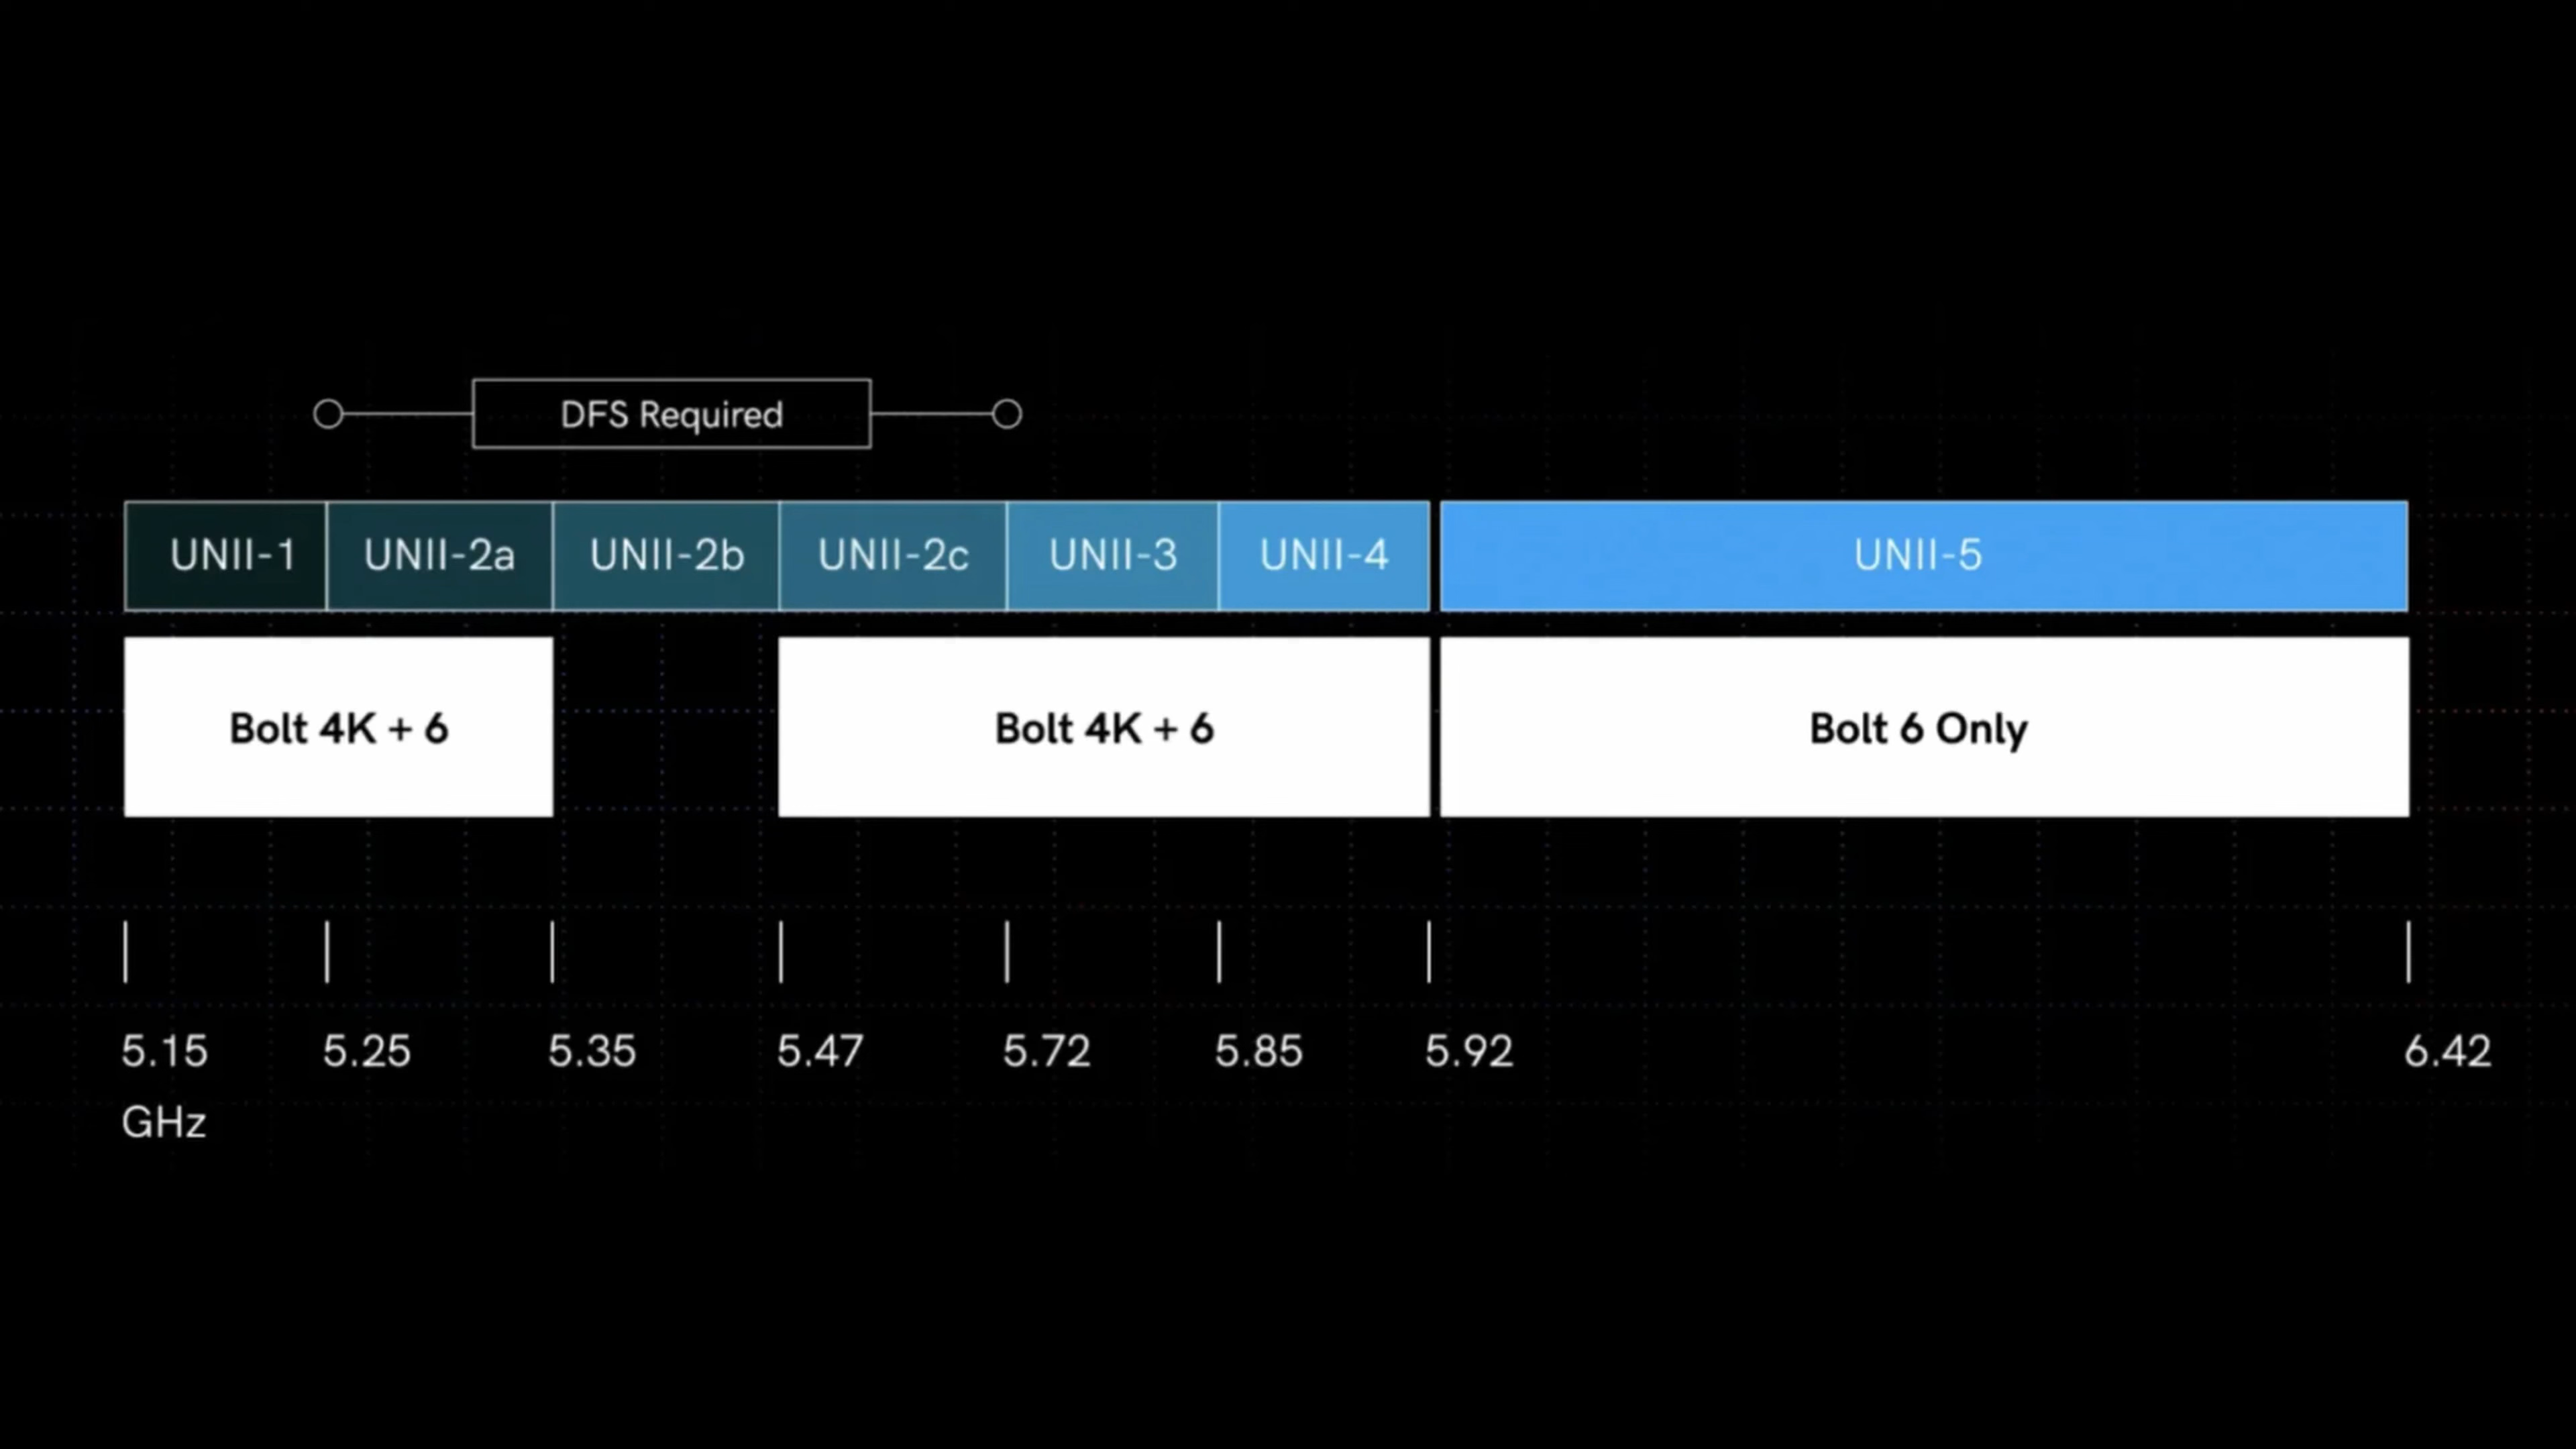 DFS Required
UNII-1 UNII-2a UNII-2b UNII-2c UNII-3 UNII-4 UNII-5
Bolt 4K + 6 Bolt 4K + 6 Bolt 6 Only
5.15 5.25 5.35 5.47 5.72 5.85 5.92 6.42
GHz